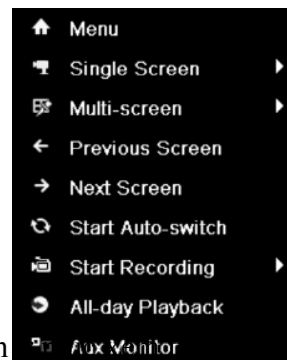 Menu
Single Screen
Multi-screen
Previous Screen
Next Screen
Start Auto-switch
Start Recording
All-day Playback
Aux Monitor